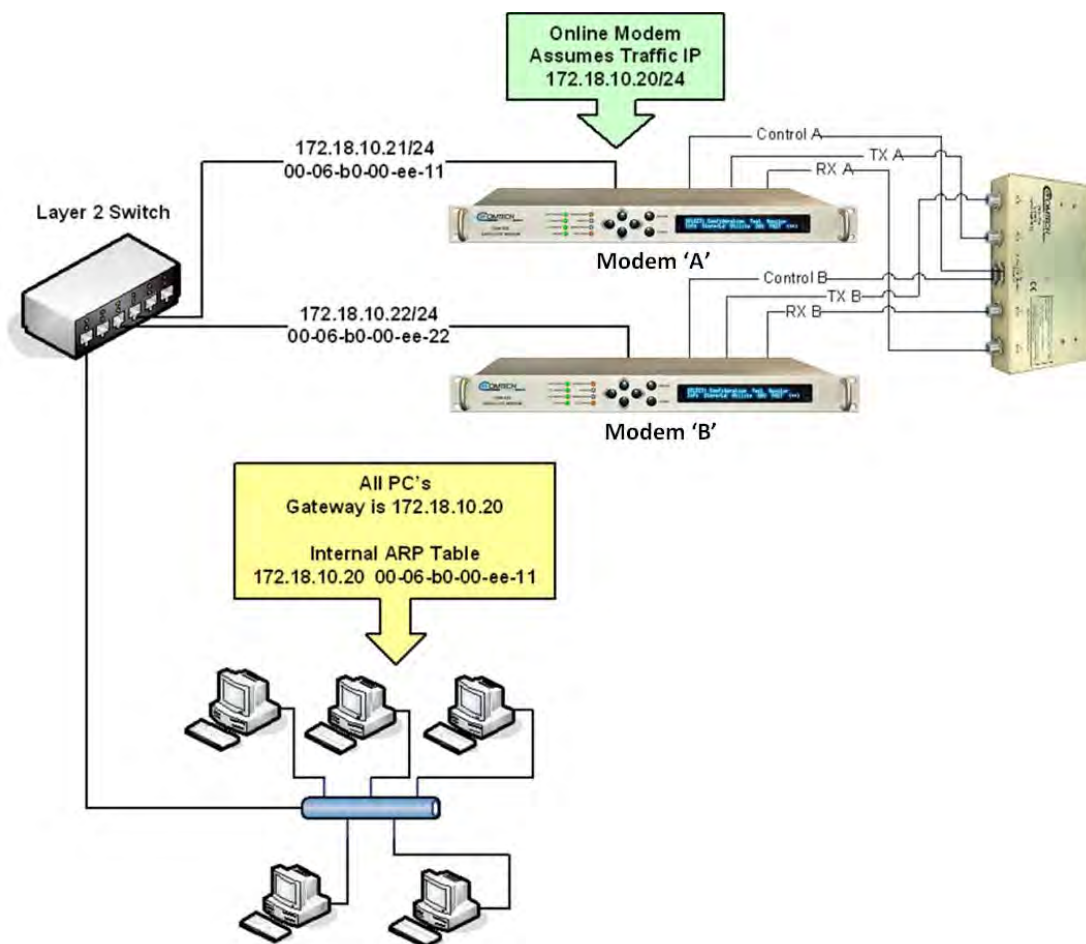 Online Modem
Assumes Traffic IP
172.18.10.20/24
172.18.10.21/24
00-06-b0-00-ee-11
Control A
TX A
RX A
Layer 2 Switch
COMTECH
Modem 'A'
172.18.10.22/24
00-06-b0-00-ee-22
Control B
TX B
RX B
COMTECH
Modem 'B'
All PC's
Gateway is 172.18.10.20
Internal ARP Table
172.18.10.20 00-06-b0-00-ee-11